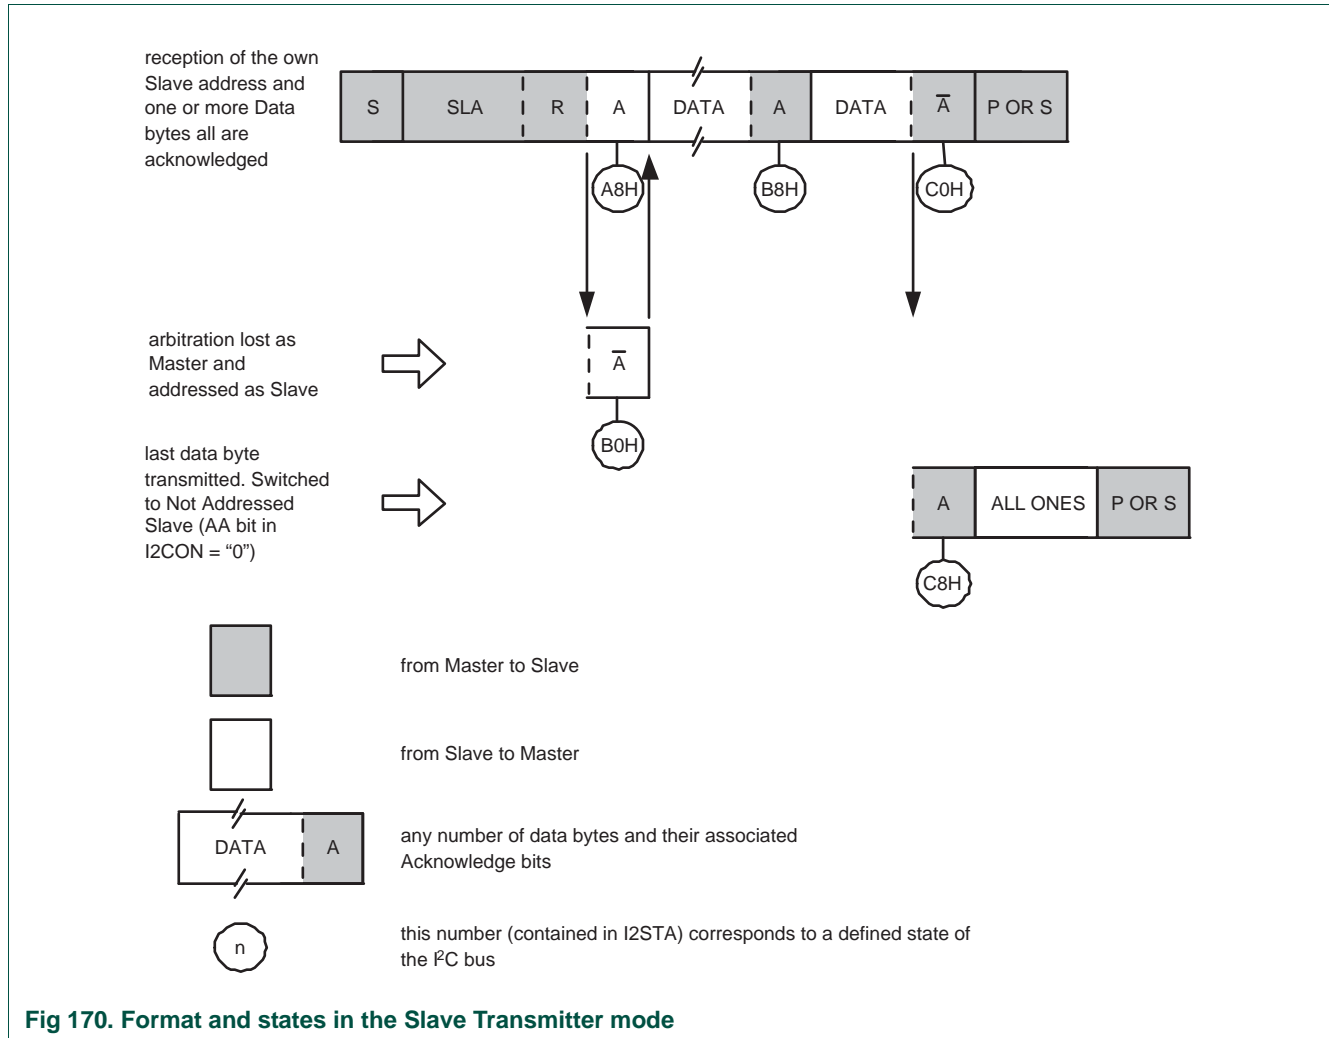 reception of the own
Slave address and
one or more Data
bytes all are
acknowledged
S SLA R A DATA A DATA A̅ P OR S
A8H B8H C0H
arbitration lost as
Master and
addressed as Slave
A̅
B0H
last data byte
transmitted. Switched
to Not Addressed
Slave (AA bit in
I2CON = “0”)
A ALL ONES P OR S
C8H
from Master to Slave
from Slave to Master
DATA A
any number of data bytes and their associated
Acknowledge bits
n
this number (contained in I2STA) corresponds to a defined state of
the I²C bus
Fig 170. Format and states in the Slave Transmitter mode